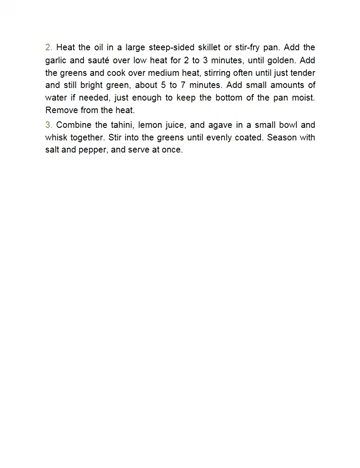 2. Heat the oil in a large steep-sided skillet or stir-fry pan. Add the
garlic and sauté over low heat for 2 to 3 minutes, until golden. Add
the greens and cook over medium heat, stirring often until just tender
and still bright green, about 5 to 7 minutes. Add small amounts of
water if needed, just enough to keep the bottom of the pan moist.
Remove from the heat.
3. Combine the tahini, lemon juice, and agave in a small bowl and
whisk together. Stir into the greens until evenly coated. Season with
salt and pepper, and serve at once.